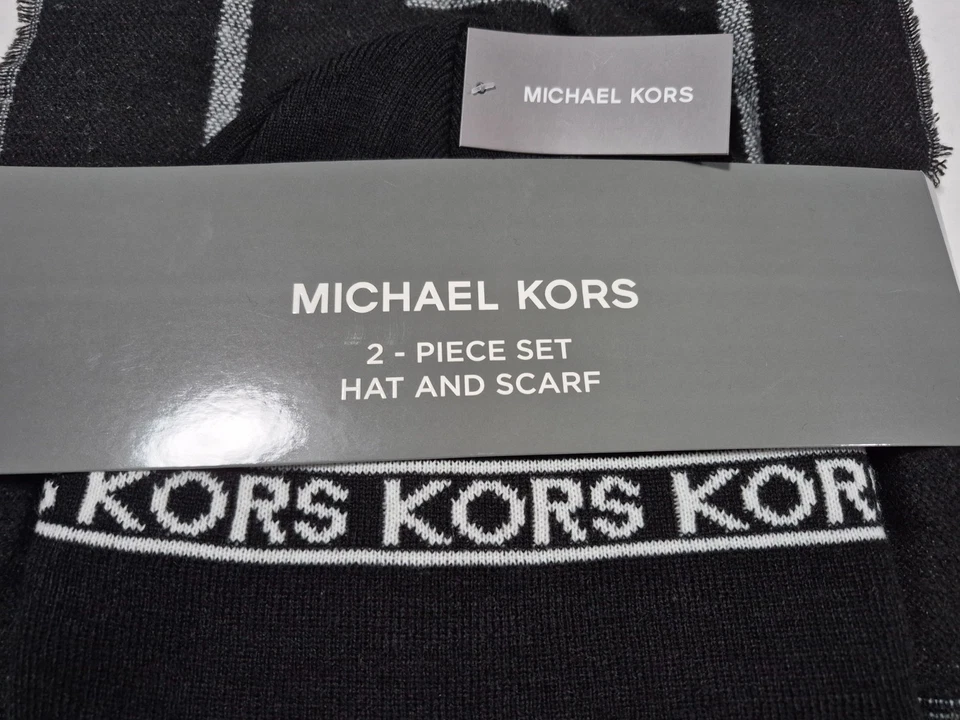 MICHAEL KORS
MICHAEL KORS
2 - PIECE SET
HAT AND SCARF
KORS KORS KOR